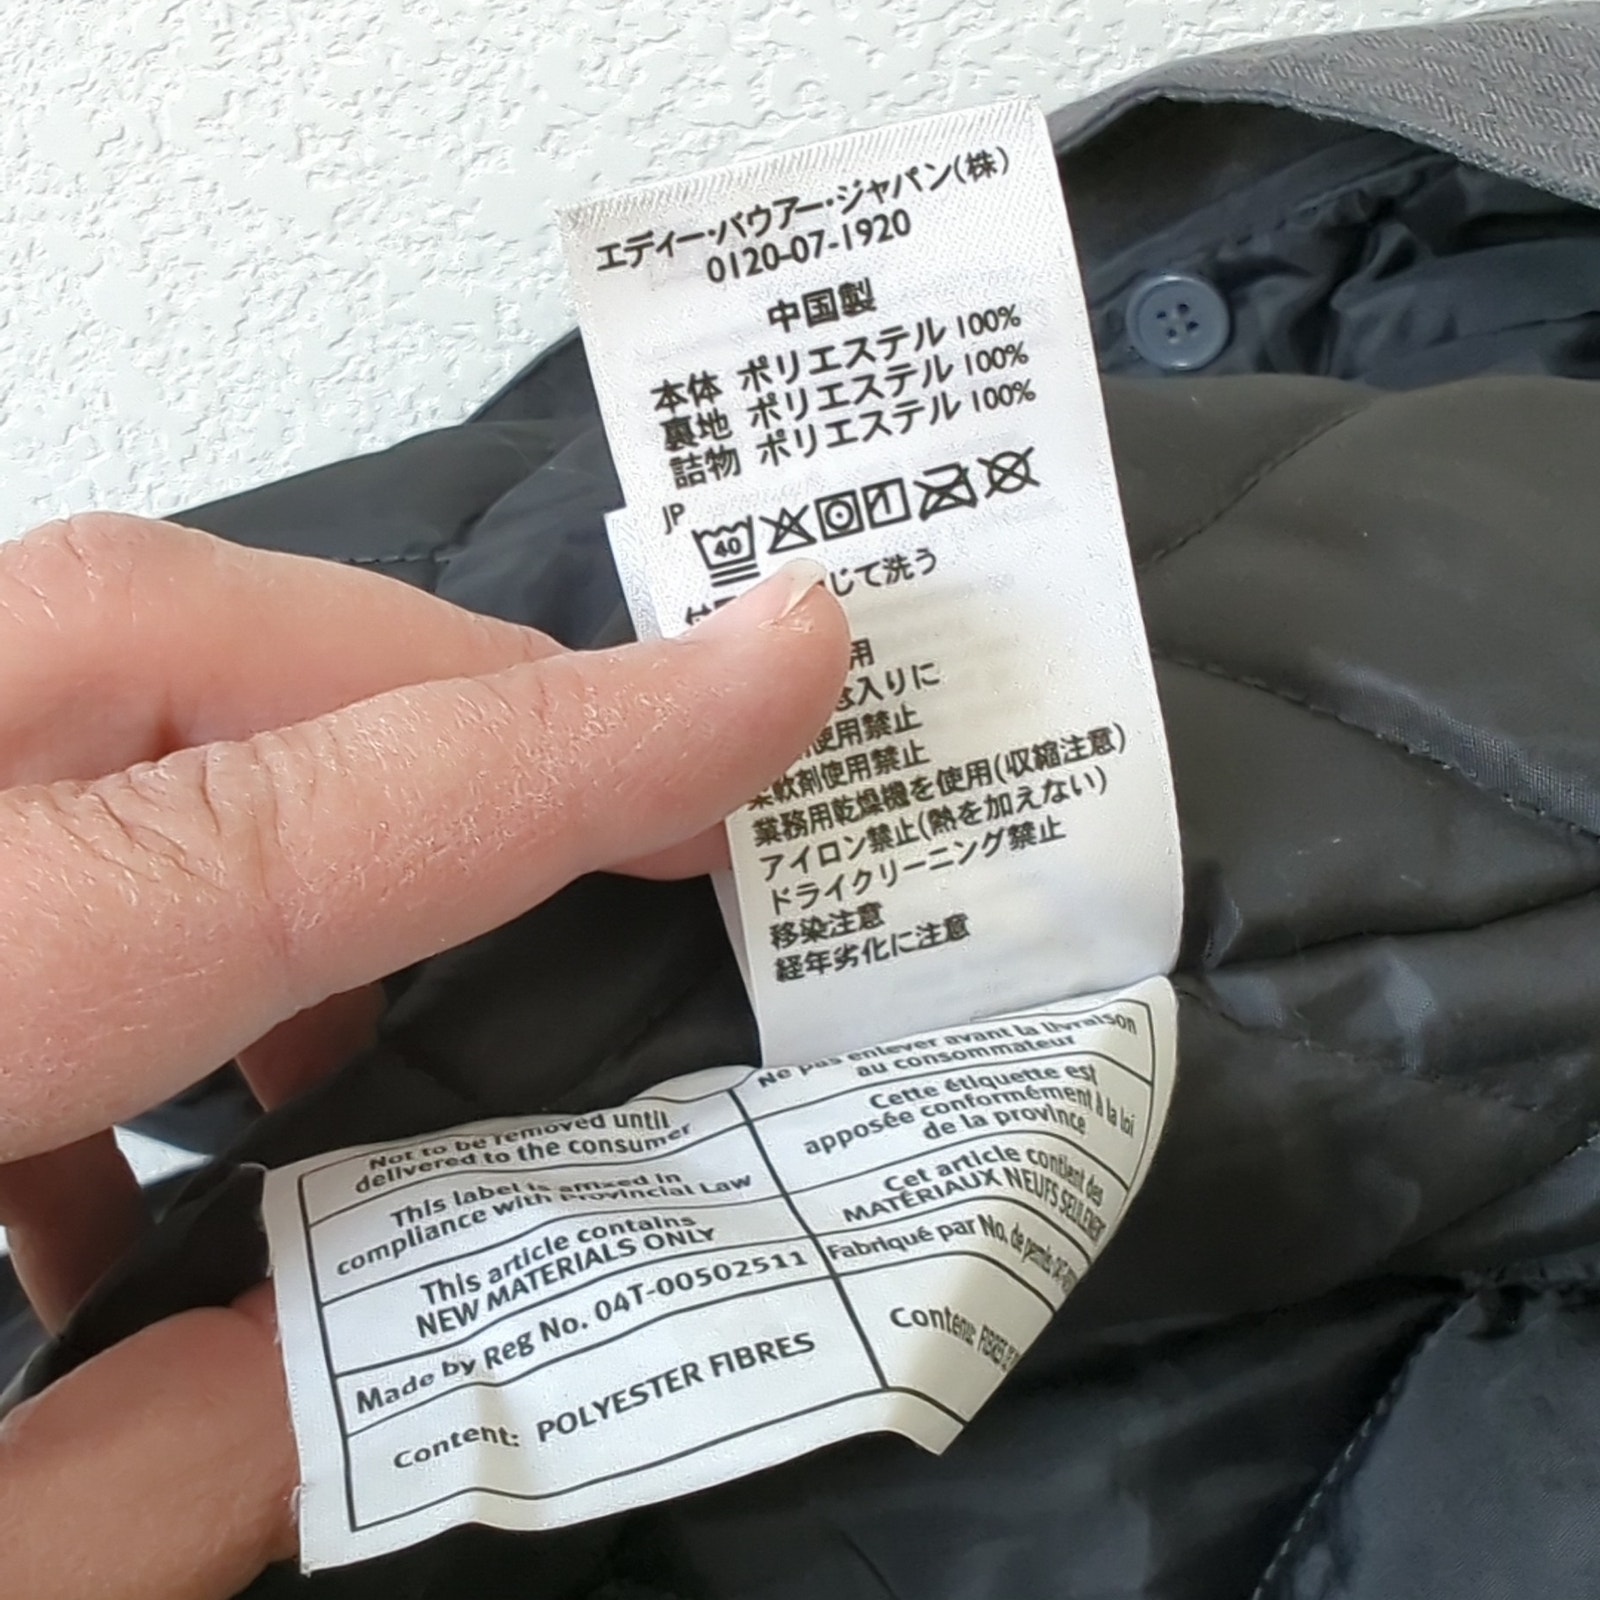 エディー・バウアー・ジャパン(株)
0120-07-1920
中国製
本体 ポリエステル 100%
裏地 ポリエステル 100%
詰物 ポリエステル 100%
JP
40
じて洗う
用
入りに
使用禁止
柔軟剤使用禁止
業務用乾燥機を使用(収縮注意)
アイロン禁止(熱を加えない)
ドライクリーニング禁止
移染注意
経年劣化に注意
Not to be removed until
delivered to the consumer
This label is affixed in
compliance with Provincial Law
This article contains
NEW MATERIALS ONLY
Made by Reg No. 04T-00502511
Content: POLYESTER FIBRES
Ne pas enlever avant la livraison
au consommateur
Cette étiquette est
apposée conformément à la loi
de la province
Cet article contient des
MATÉRIAUX NEUFS SEULEMENT
Fabriqué par No. de permis
Contenu: FIBRES DE